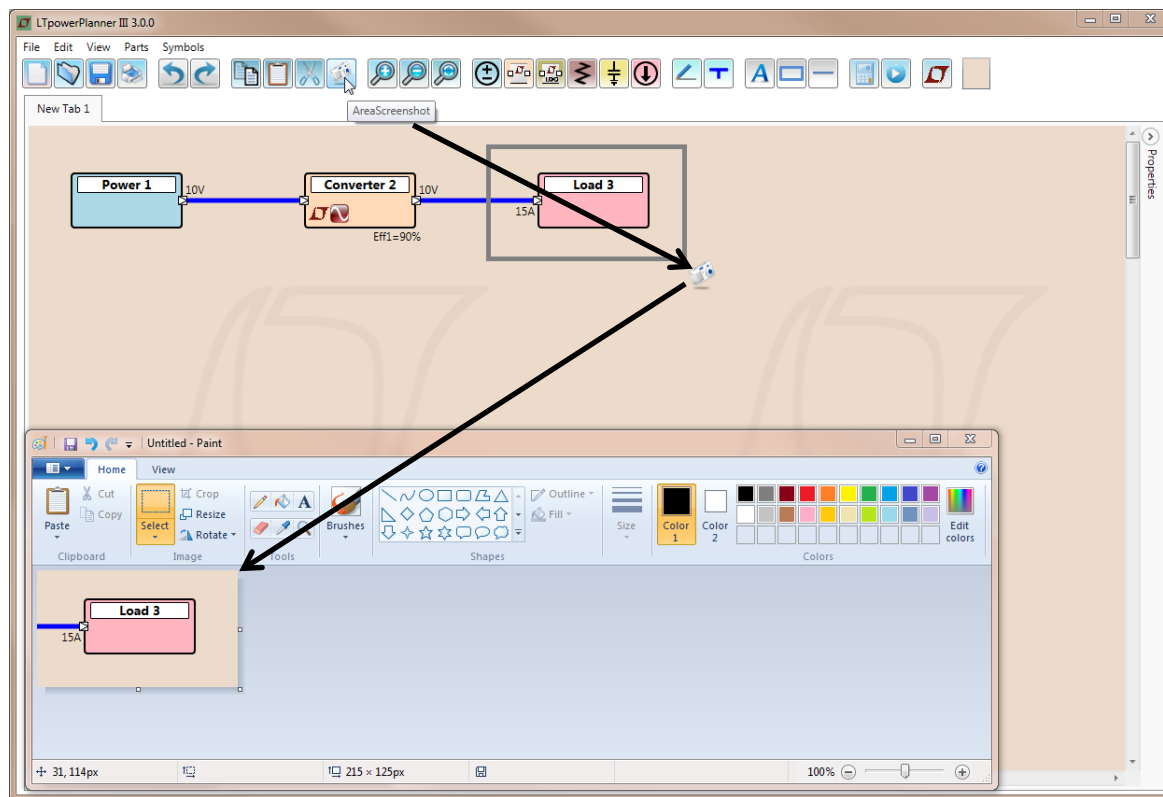 LTpowerPlanner III 3.0.0
File Edit View Parts Symbols
LOAD
A
T
New Tab 1
AreaScreenshot
Properties
Power 1
10V
Converter 2
10V
Load 3
15A
Eff1=90%
Untitled - Paint
Home View
Cut
Crop
Copy
Resize
Rotate
A
Paste
Select
Brushes
Outline
Fill
Size
Color 1
Color 2
Edit colors
Clipboard
Image
Tools
Shapes
Colors
Load 3
15A
31, 114px
215 × 125px
100%